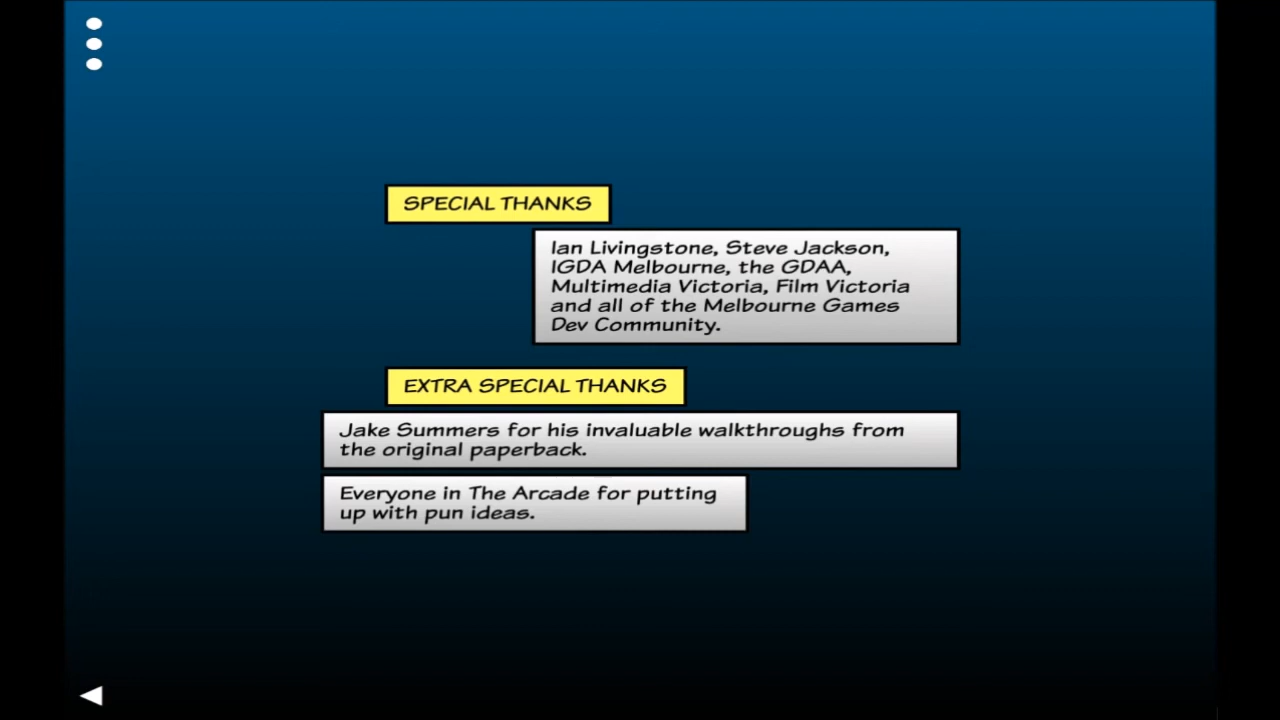 SPECIAL THANKS
Ian Livingstone, Steve Jackson,
IGDA Melbourne, the GDAA,
Multimedia Victoria, Film Victoria
and all of the Melbourne Games
Dev Community.
EXTRA SPECIAL THANKS
Jake Summers for his invaluable walkthroughs from
the original paperback.
Everyone in The Arcade for putting
up with pun ideas.